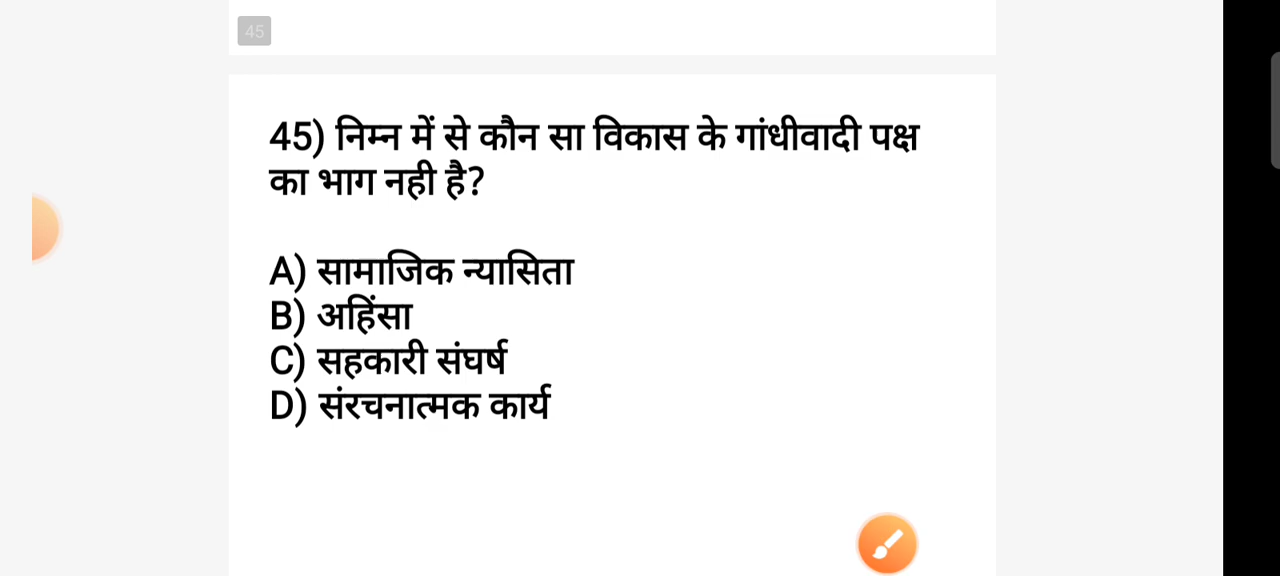 45
45) निम्न में से कौन सा विकास के गांधीवादी पक्ष
का भाग नही है?
A) सामाजिक न्यासिता
B) अहिंसा
C) सहकारी संघर्ष
D) संरचनात्मक कार्य